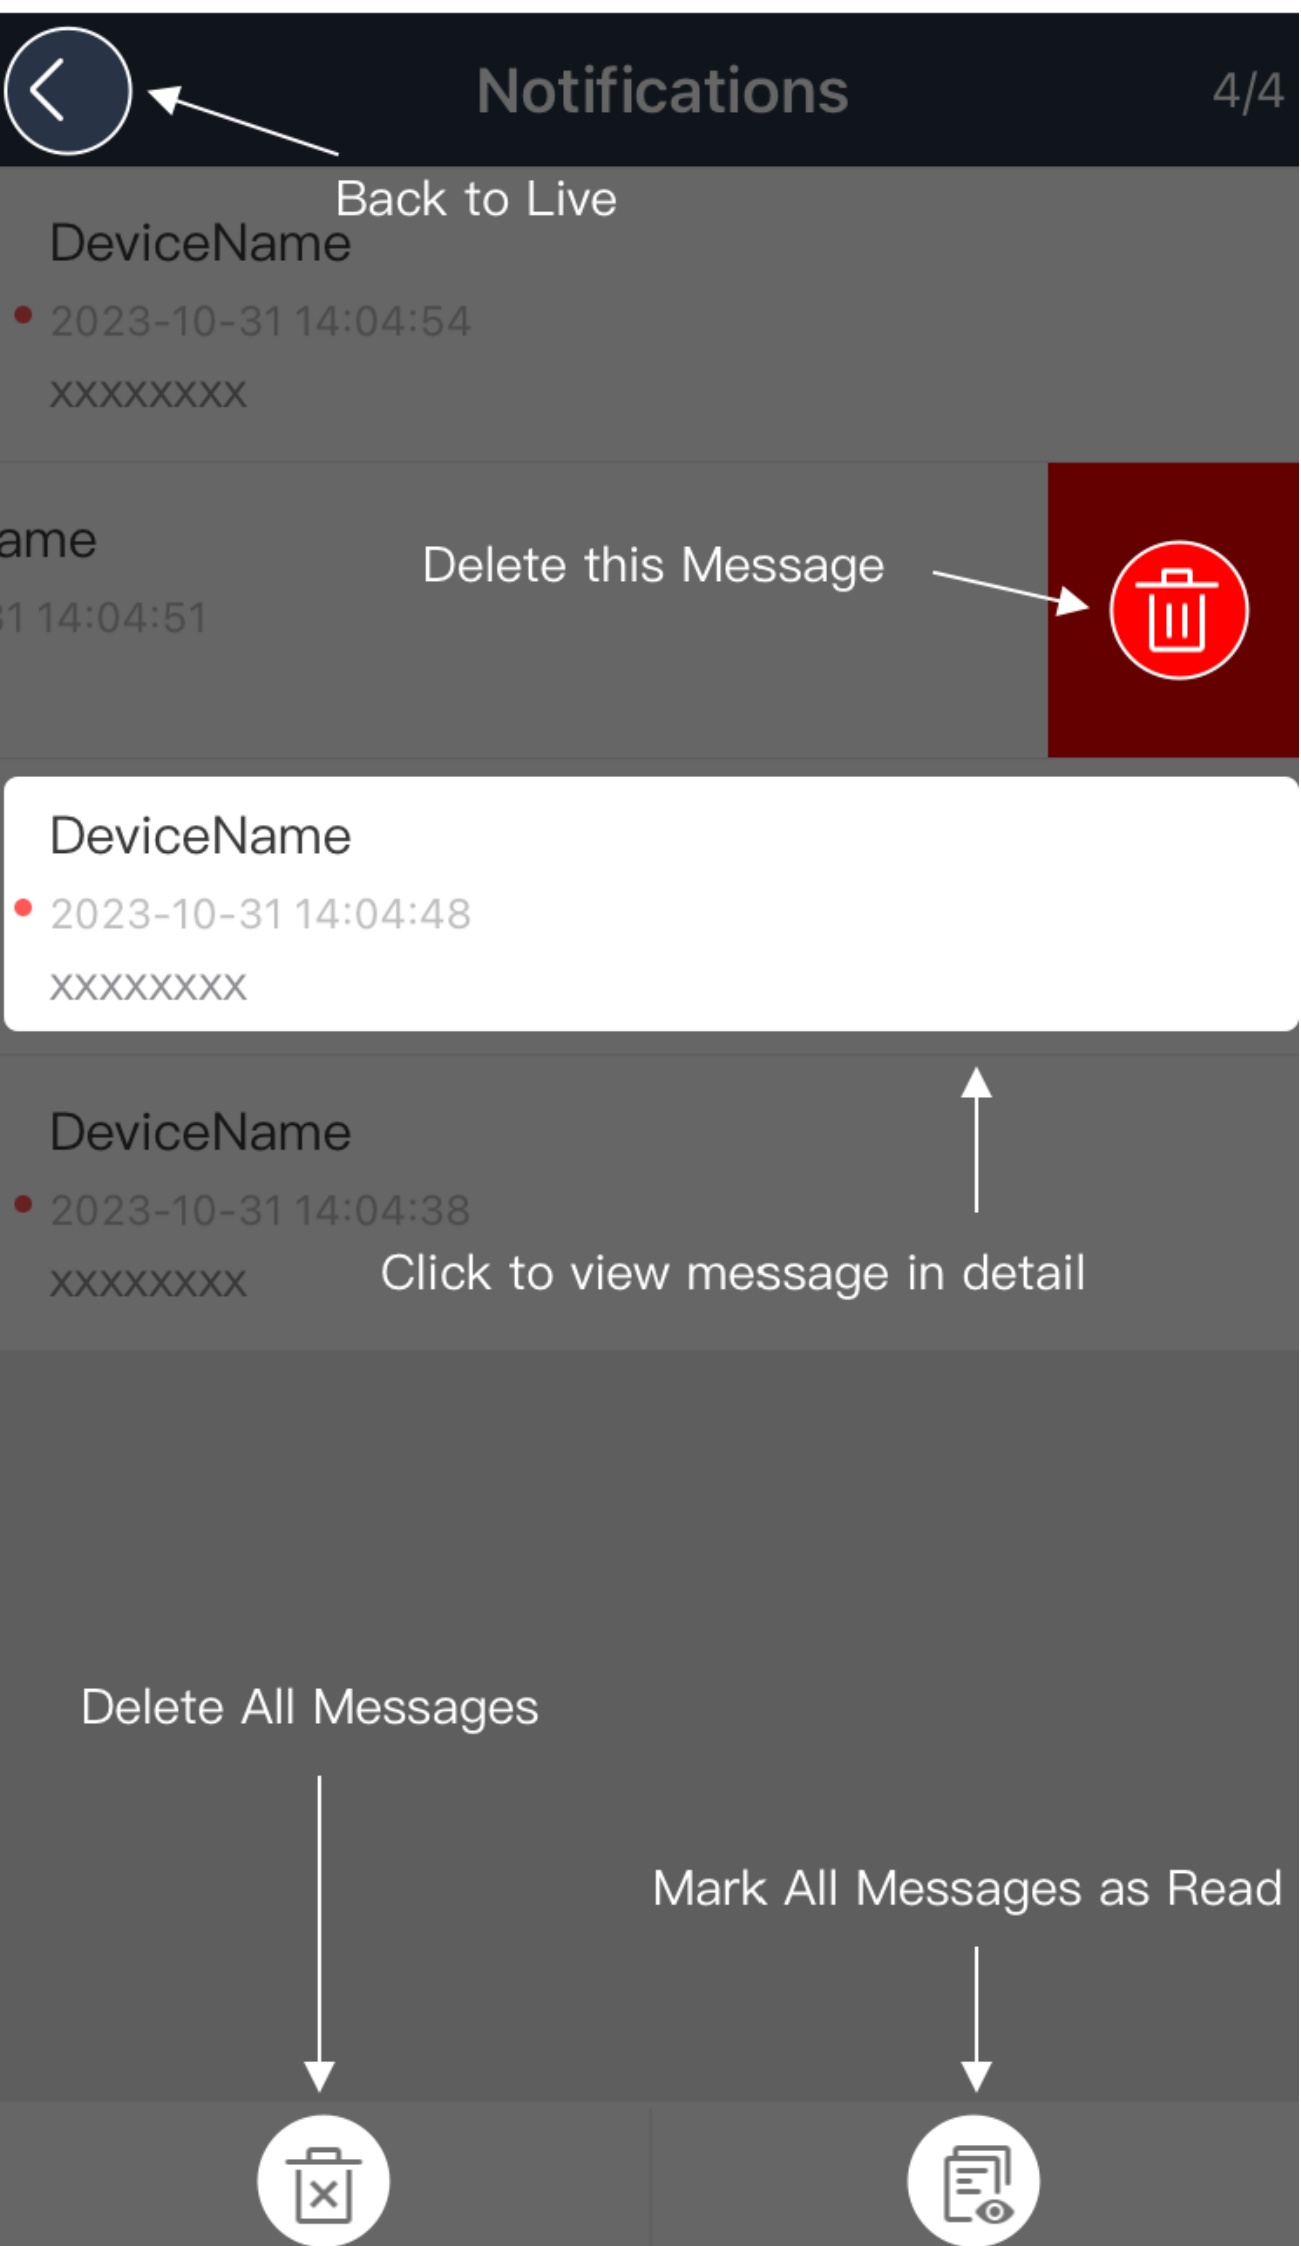 Notifications
4/4
Back to Live
DeviceName
2023-10-31 14:04:54
xxxxxxxx
ame
31 14:04:51
Delete this Message
DeviceName
2023-10-31 14:04:48
xxxxxxxx
DeviceName
2023-10-31 14:04:38
xxxxxxxx
Click to view message in detail
Delete All Messages
Mark All Messages as Read